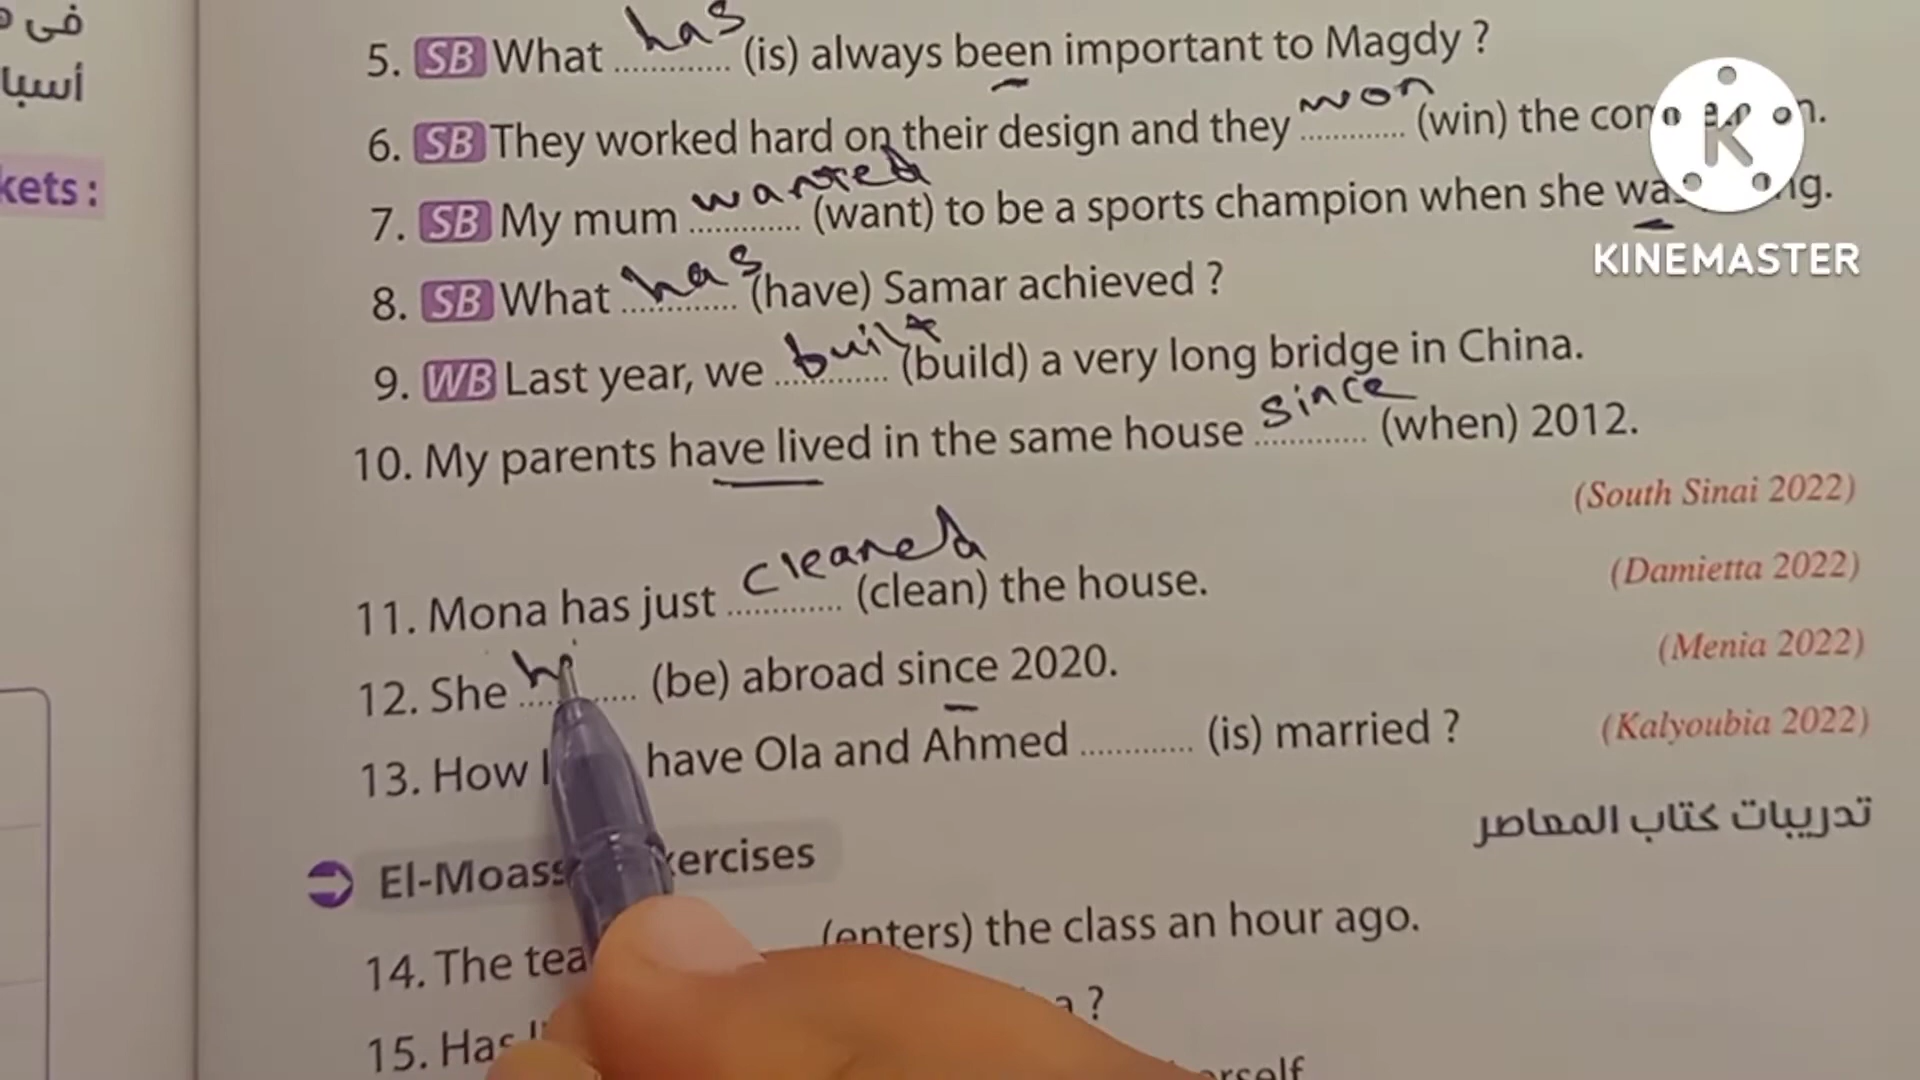 فى
أسبا
kets :
has
5. SB What ............ (is) always been important to Magdy ?
won
6. SB They worked hard on their design and they ............ (win) the
wanted
7. SB My mum ............ (want) to be a sports champion when she
has
8. SB What ............ (have) Samar achieved ?
built
9. WB Last year, we ............ (build) a very long bridge in China.
since
10. My parents have lived in the same house ............ (when) 2012.
(South Sinai 2022)
cleaned
11. Mona has just ............ (clean) the house.
(Damietta 2022)
12. She ............ (be) abroad since 2020.
(Menia 2022)
13. How have Ola and Ahmed ............ (is) married ?
(Kalyoubia 2022)
تدريبات كتاب المعاصر
El-Moass ercises
14. The tea (enters) the class an hour ago.
15. Has ?
erself
K
KINEMASTER